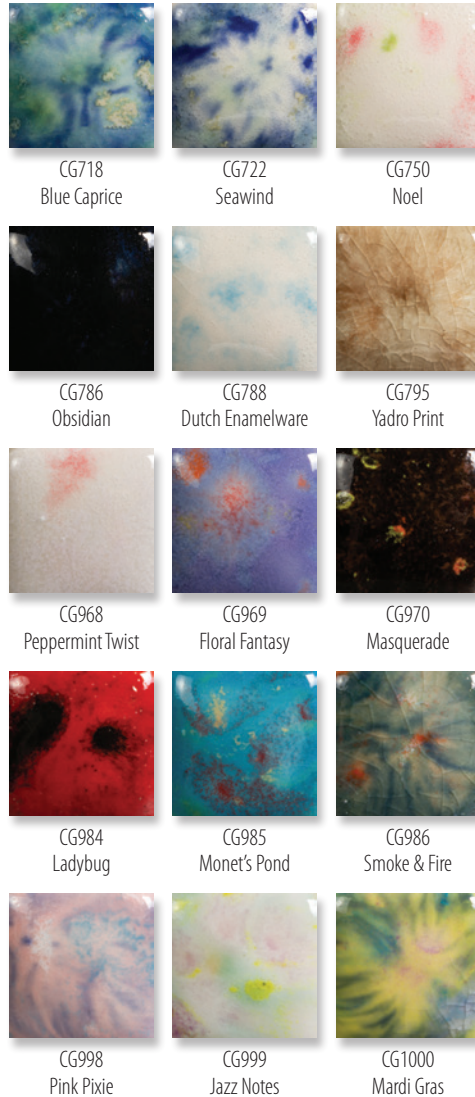 CG718
Blue Caprice
CG722
Seawind
CG750
Noel
CG786
Obsidian
CG788
Dutch Enamelware
CG795
Yadro Print
CG968
Peppermint Twist
CG969
Floral Fantasy
CG970
Masquerade
CG984
Ladybug
CG985
Monet's Pond
CG986
Smoke & Fire
CG998
Pink Pixie
CG999
Jazz Notes
CG1000
Mardi Gras